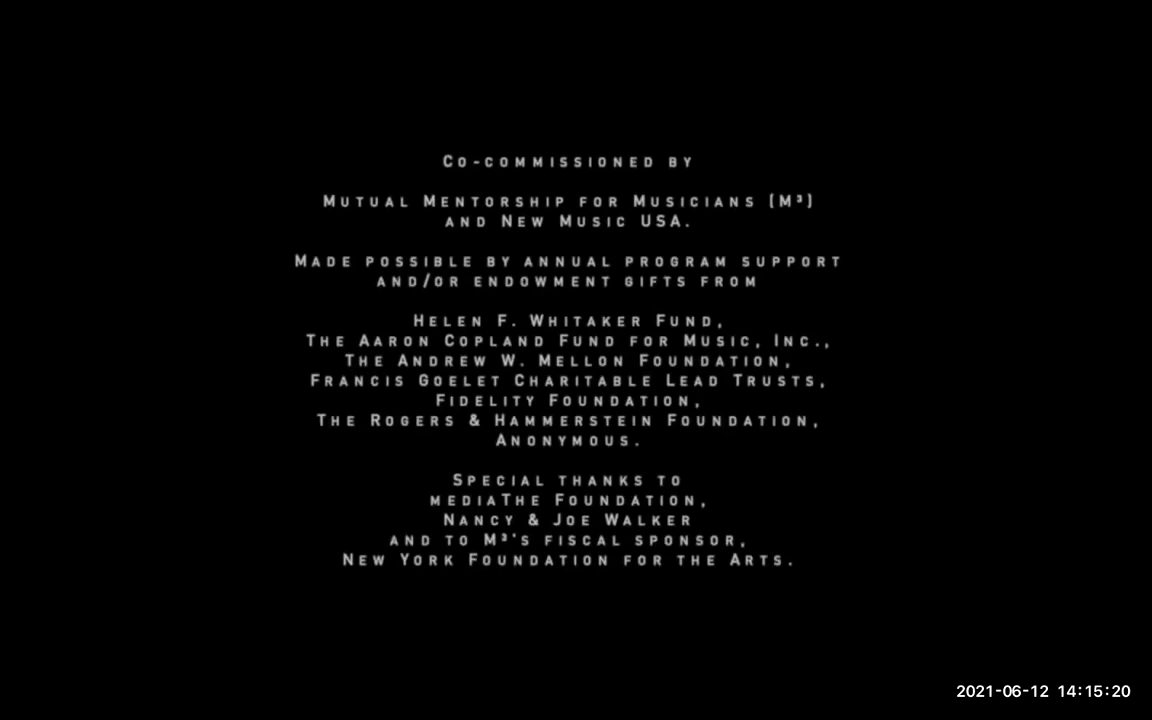 Co-commissioned by
Mutual Mentorship for Musicians (M³)
and New Music USA.
Made possible by annual program support
and/or endowment gifts from
Helen F. Whitaker Fund,
The Aaron Copland Fund for Music, Inc.,
The Andrew W. Mellon Foundation,
Francis Goelet Charitable Lead Trusts,
Fidelity Foundation,
The Rogers & Hammerstein Foundation,
Anonymous.
Special thanks to
mediaThe Foundation,
Nancy & Joe Walker
and to M³'s fiscal sponsor,
New York Foundation for the Arts.
2021-06-12 14:15:20